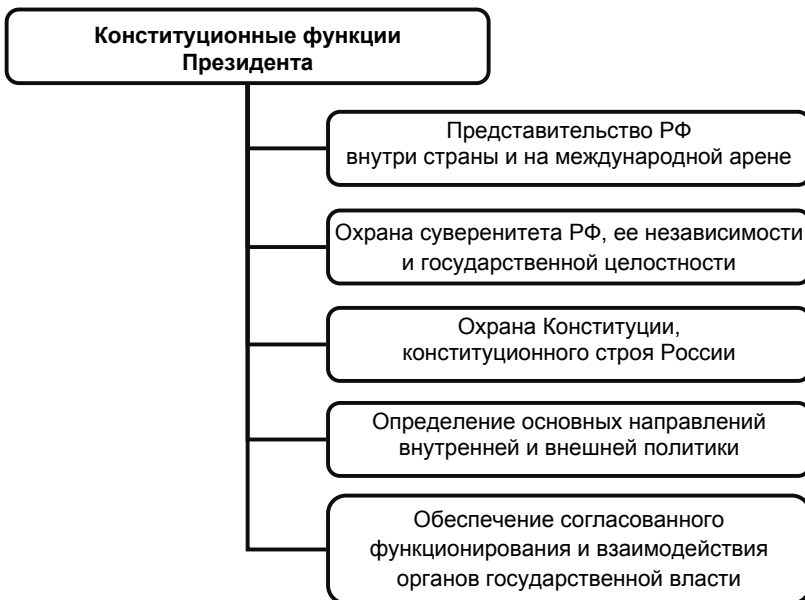 Конституционные функции
Президента
Представительство РФ
внутри страны и на международной арене
Охрана суверенитета РФ, ее независимости
и государственной целостности
Охрана Конституции,
конституционного строя России
Определение основных направлений
внутренней и внешней политики
Обеспечение согласованного
функционирования и взаимодействия
органов государственной власти